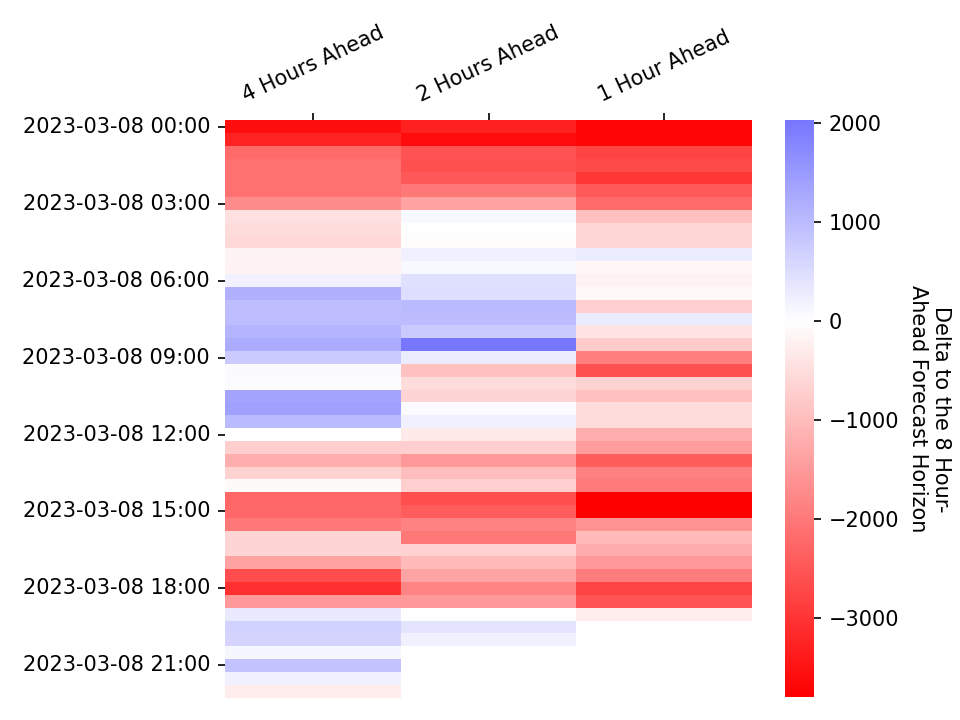 4 Hours Ahead
2 Hours Ahead
1 Hour Ahead
2023-03-08 00:00
2023-03-08 03:00
2023-03-08 06:00
2023-03-08 09:00
2023-03-08 12:00
2023-03-08 15:00
2023-03-08 18:00
2023-03-08 21:00
2000
1000
0
−1000
−2000
−3000
Delta to the 8 Hour-
Ahead Forecast Horizon